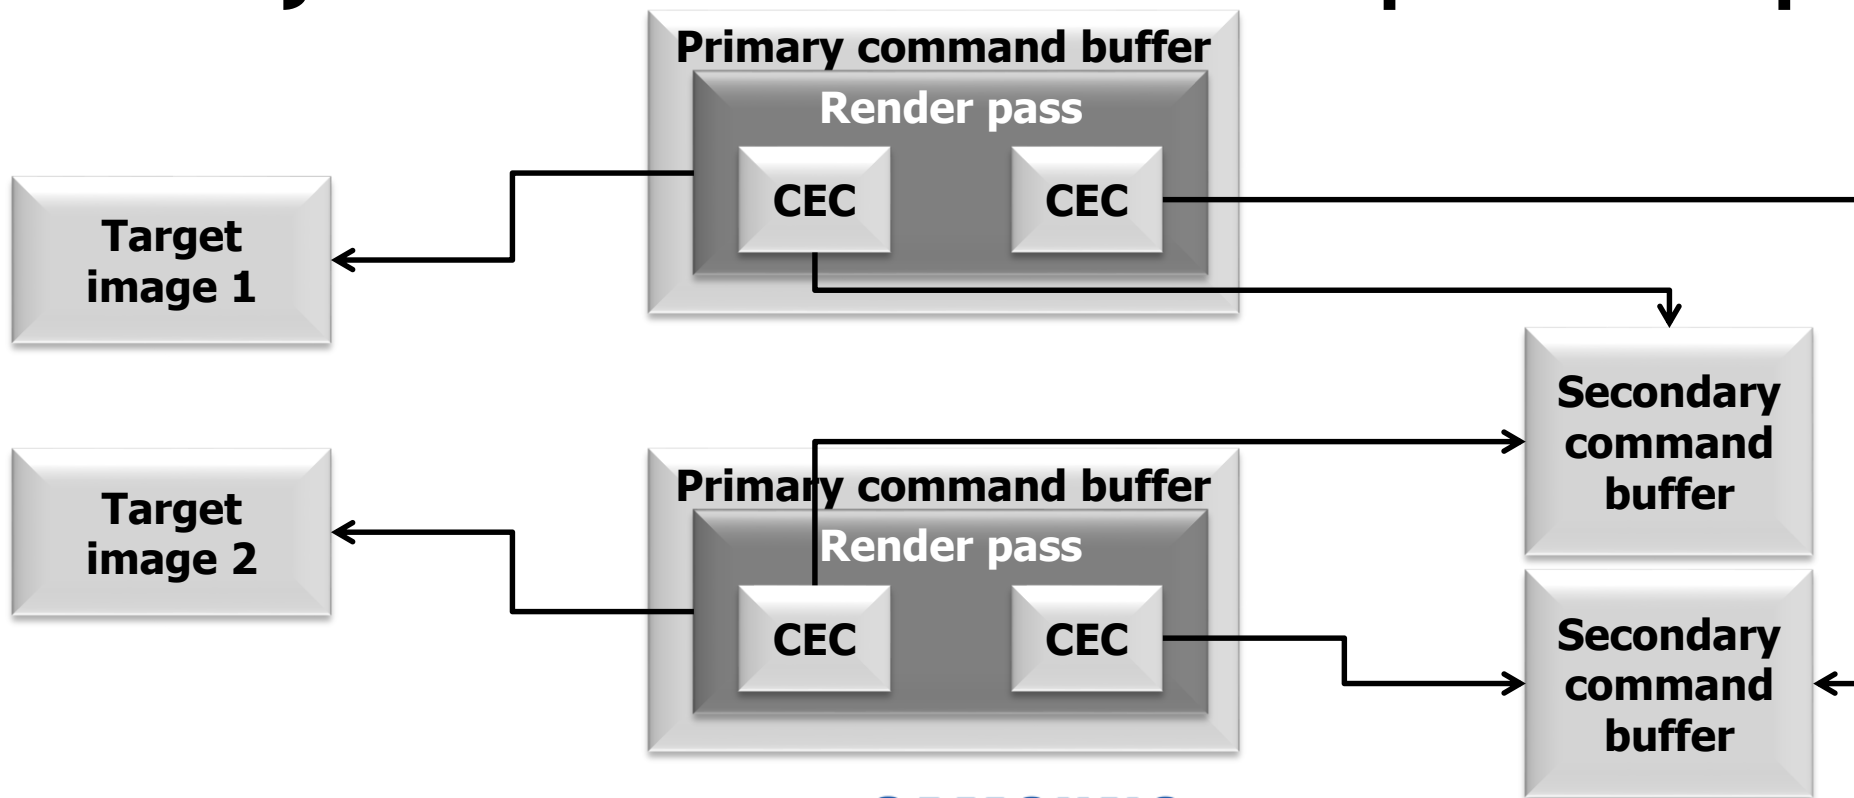 Primary command buffer
Render pass
CEC
CEC
Target
image 1
Secondary
command
buffer
Target
image 2
Primary command buffer
Render pass
CEC
CEC
Secondary
command
buffer